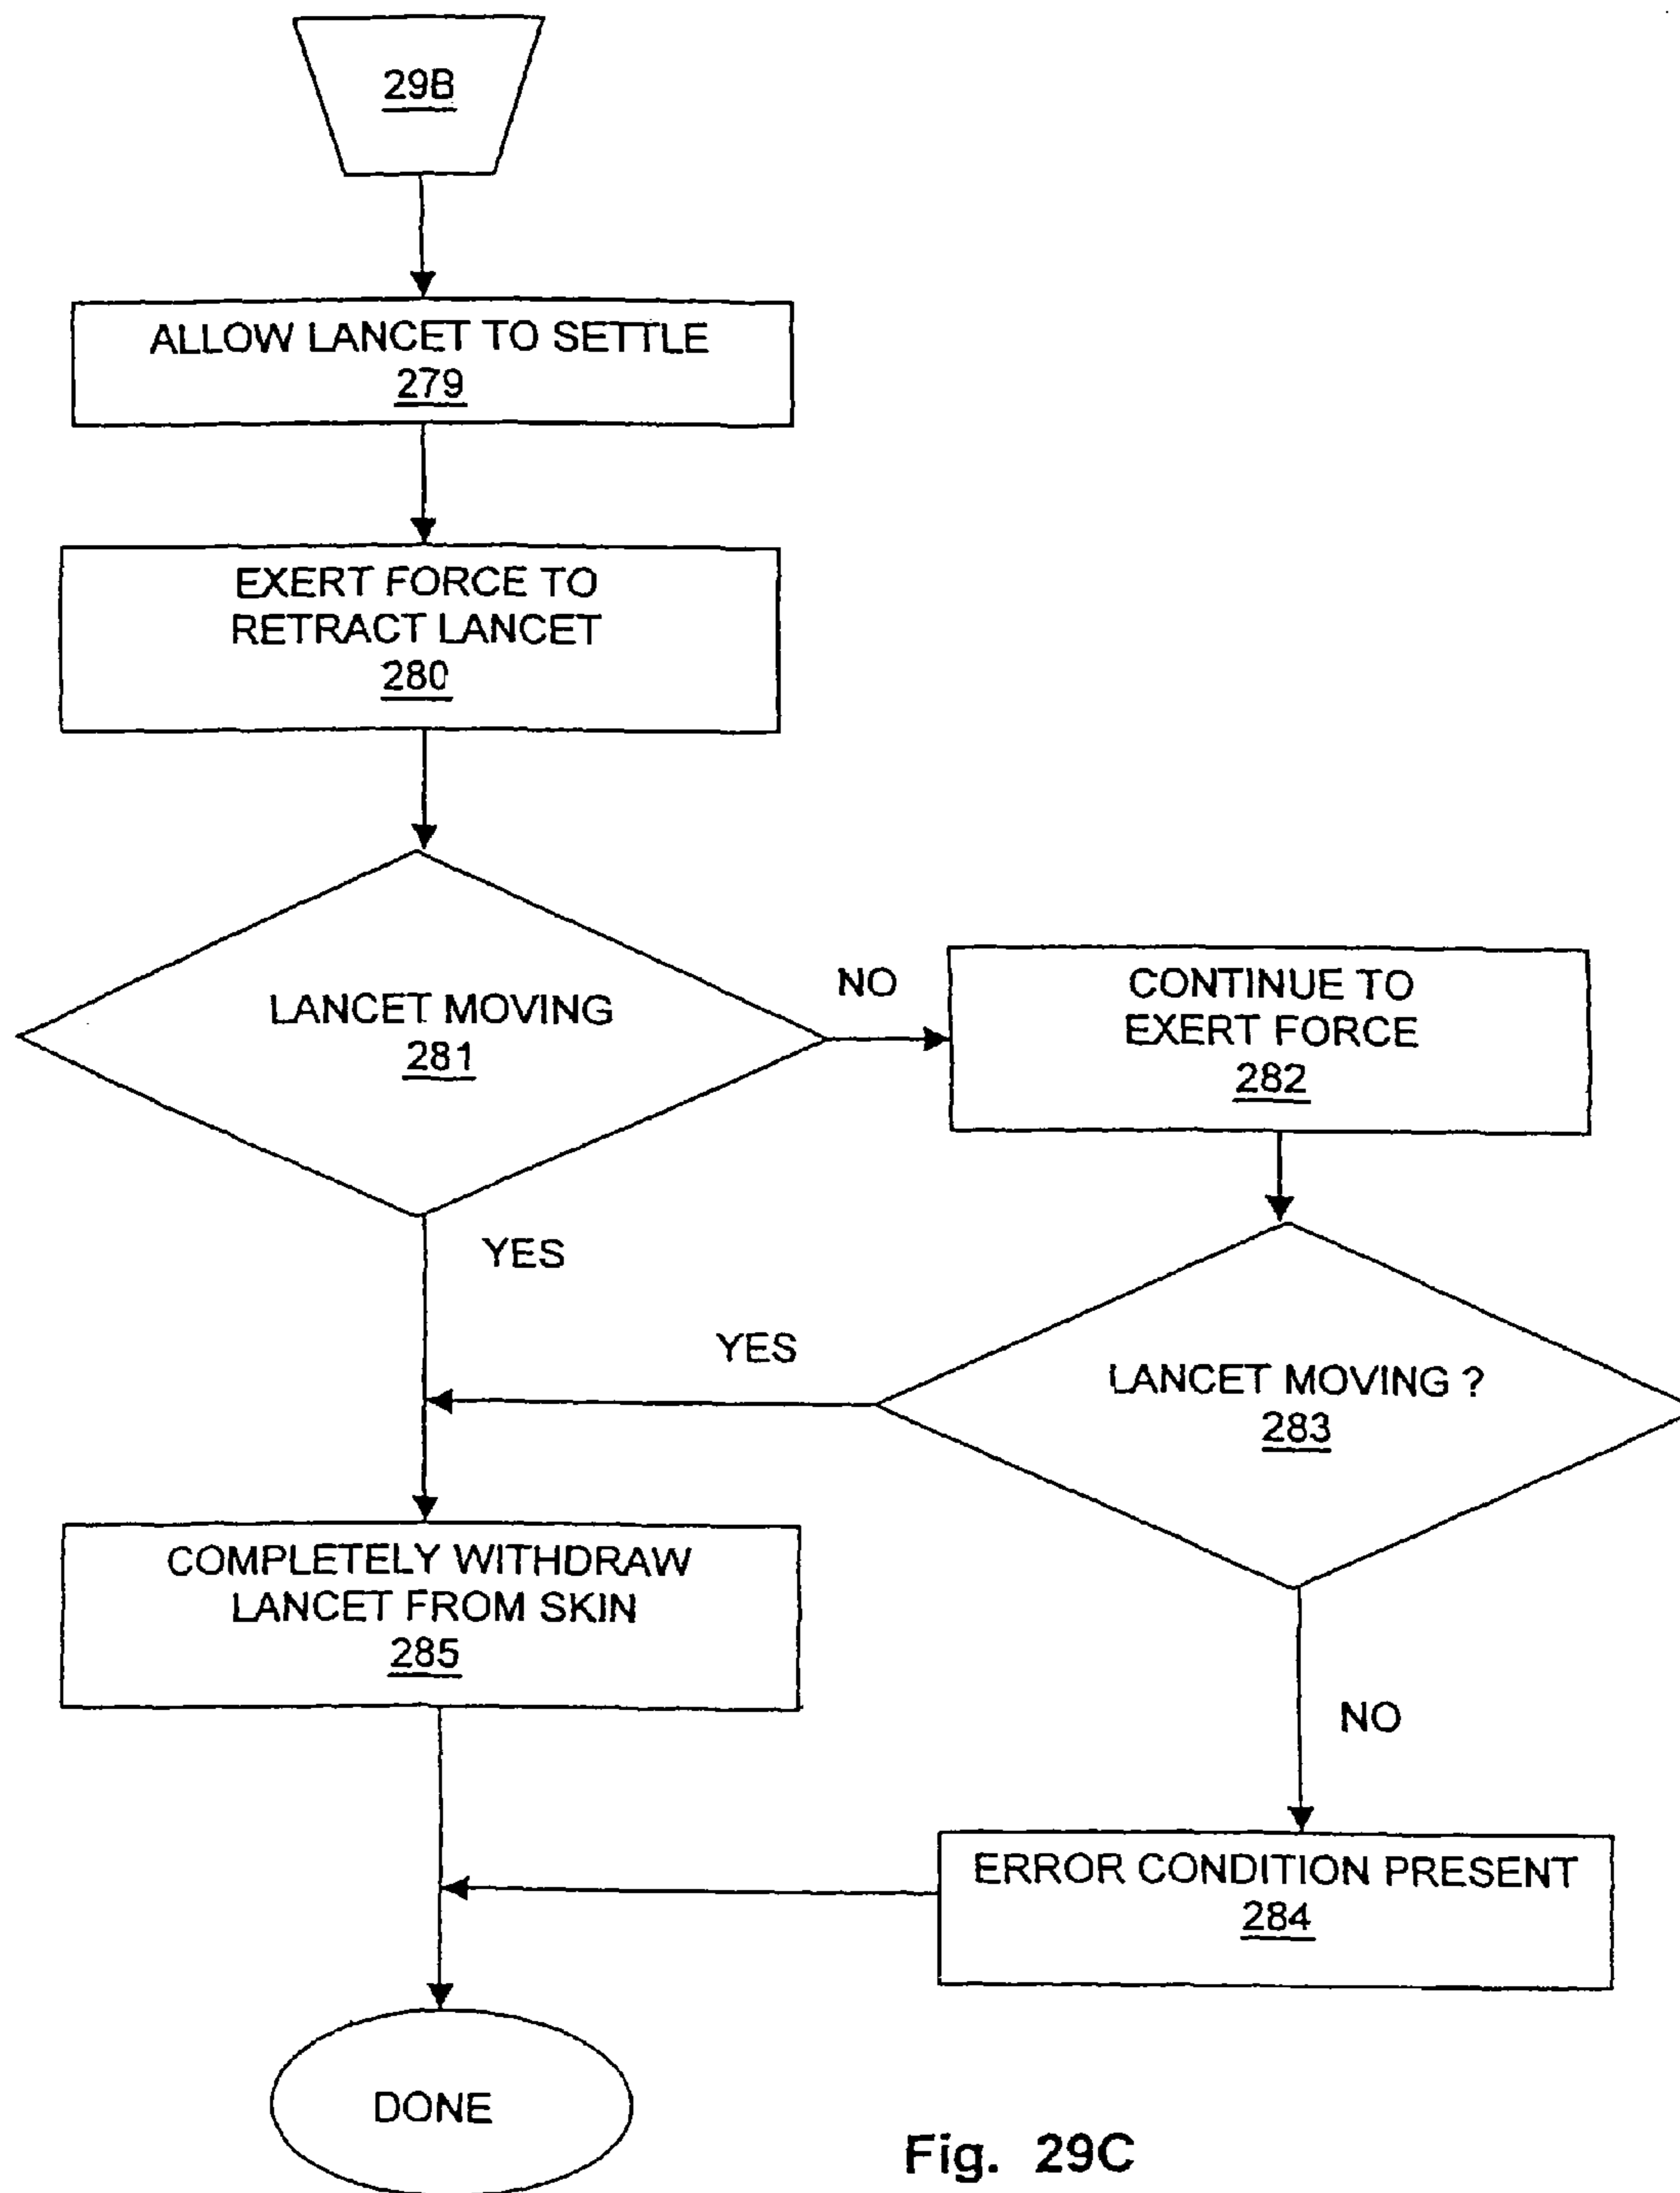 29B
ALLOW LANCET TO SETTLE
279
EXERT FORCE TO
RETRACT LANCET
280
LANCET MOVING
281
NO
CONTINUE TO
EXERT FORCE
282
YES
YES
LANCET MOVING ?
283
COMPLETELY WITHDRAW
LANCET FROM SKIN
285
NO
ERROR CONDITION PRESENT
284
DONE
Fig. 29C